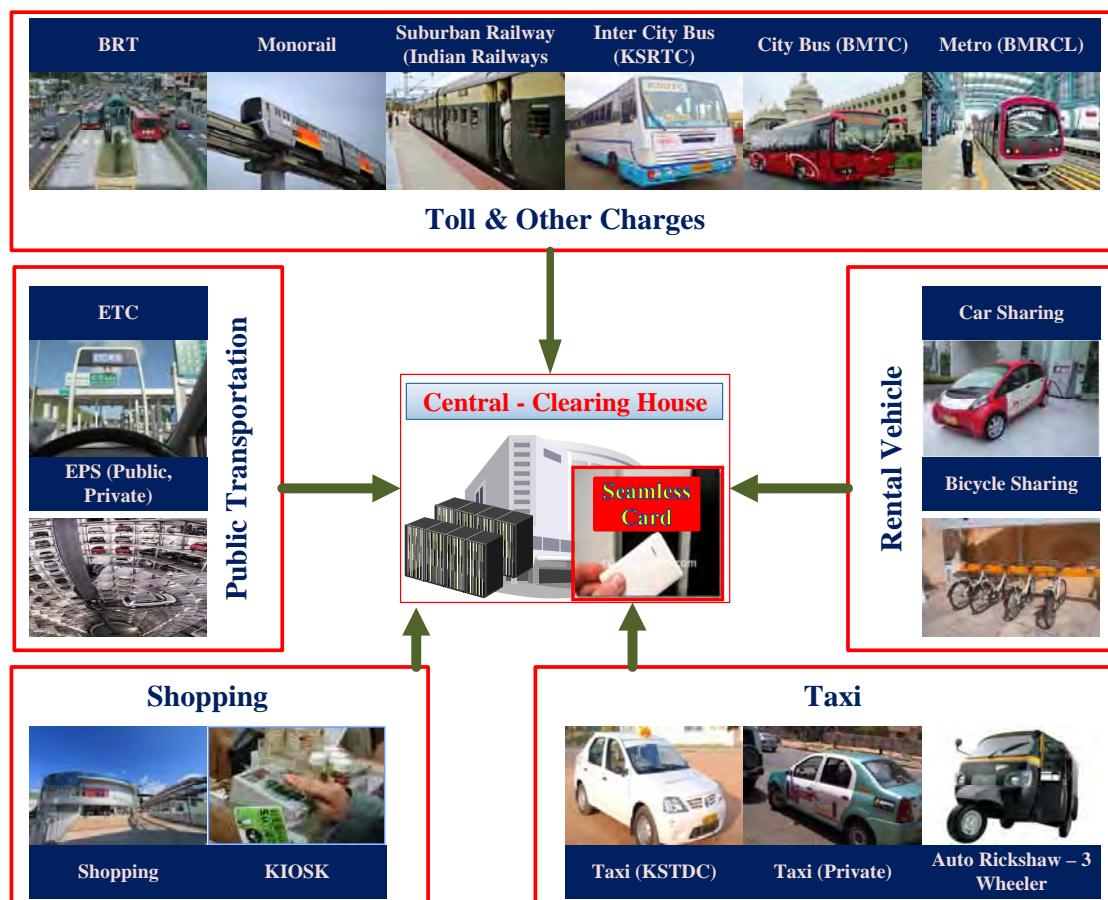 BRT
Monorail
Suburban Railway
(Indian Railways
Inter City Bus
(KSRTC)
City Bus (BMTC)
Metro (BMRCL)
Toll & Other Charges
ETC
EPS (Public,
Private)
Public Transportation
Central - Clearing House
Seamless
Card
Car Sharing
Rental Vehicle
Bicycle Sharing
Shopping
Shopping
KIOSK
Taxi
Taxi (KSTDC)
Taxi (Private)
Auto Rickshaw – 3
Wheeler